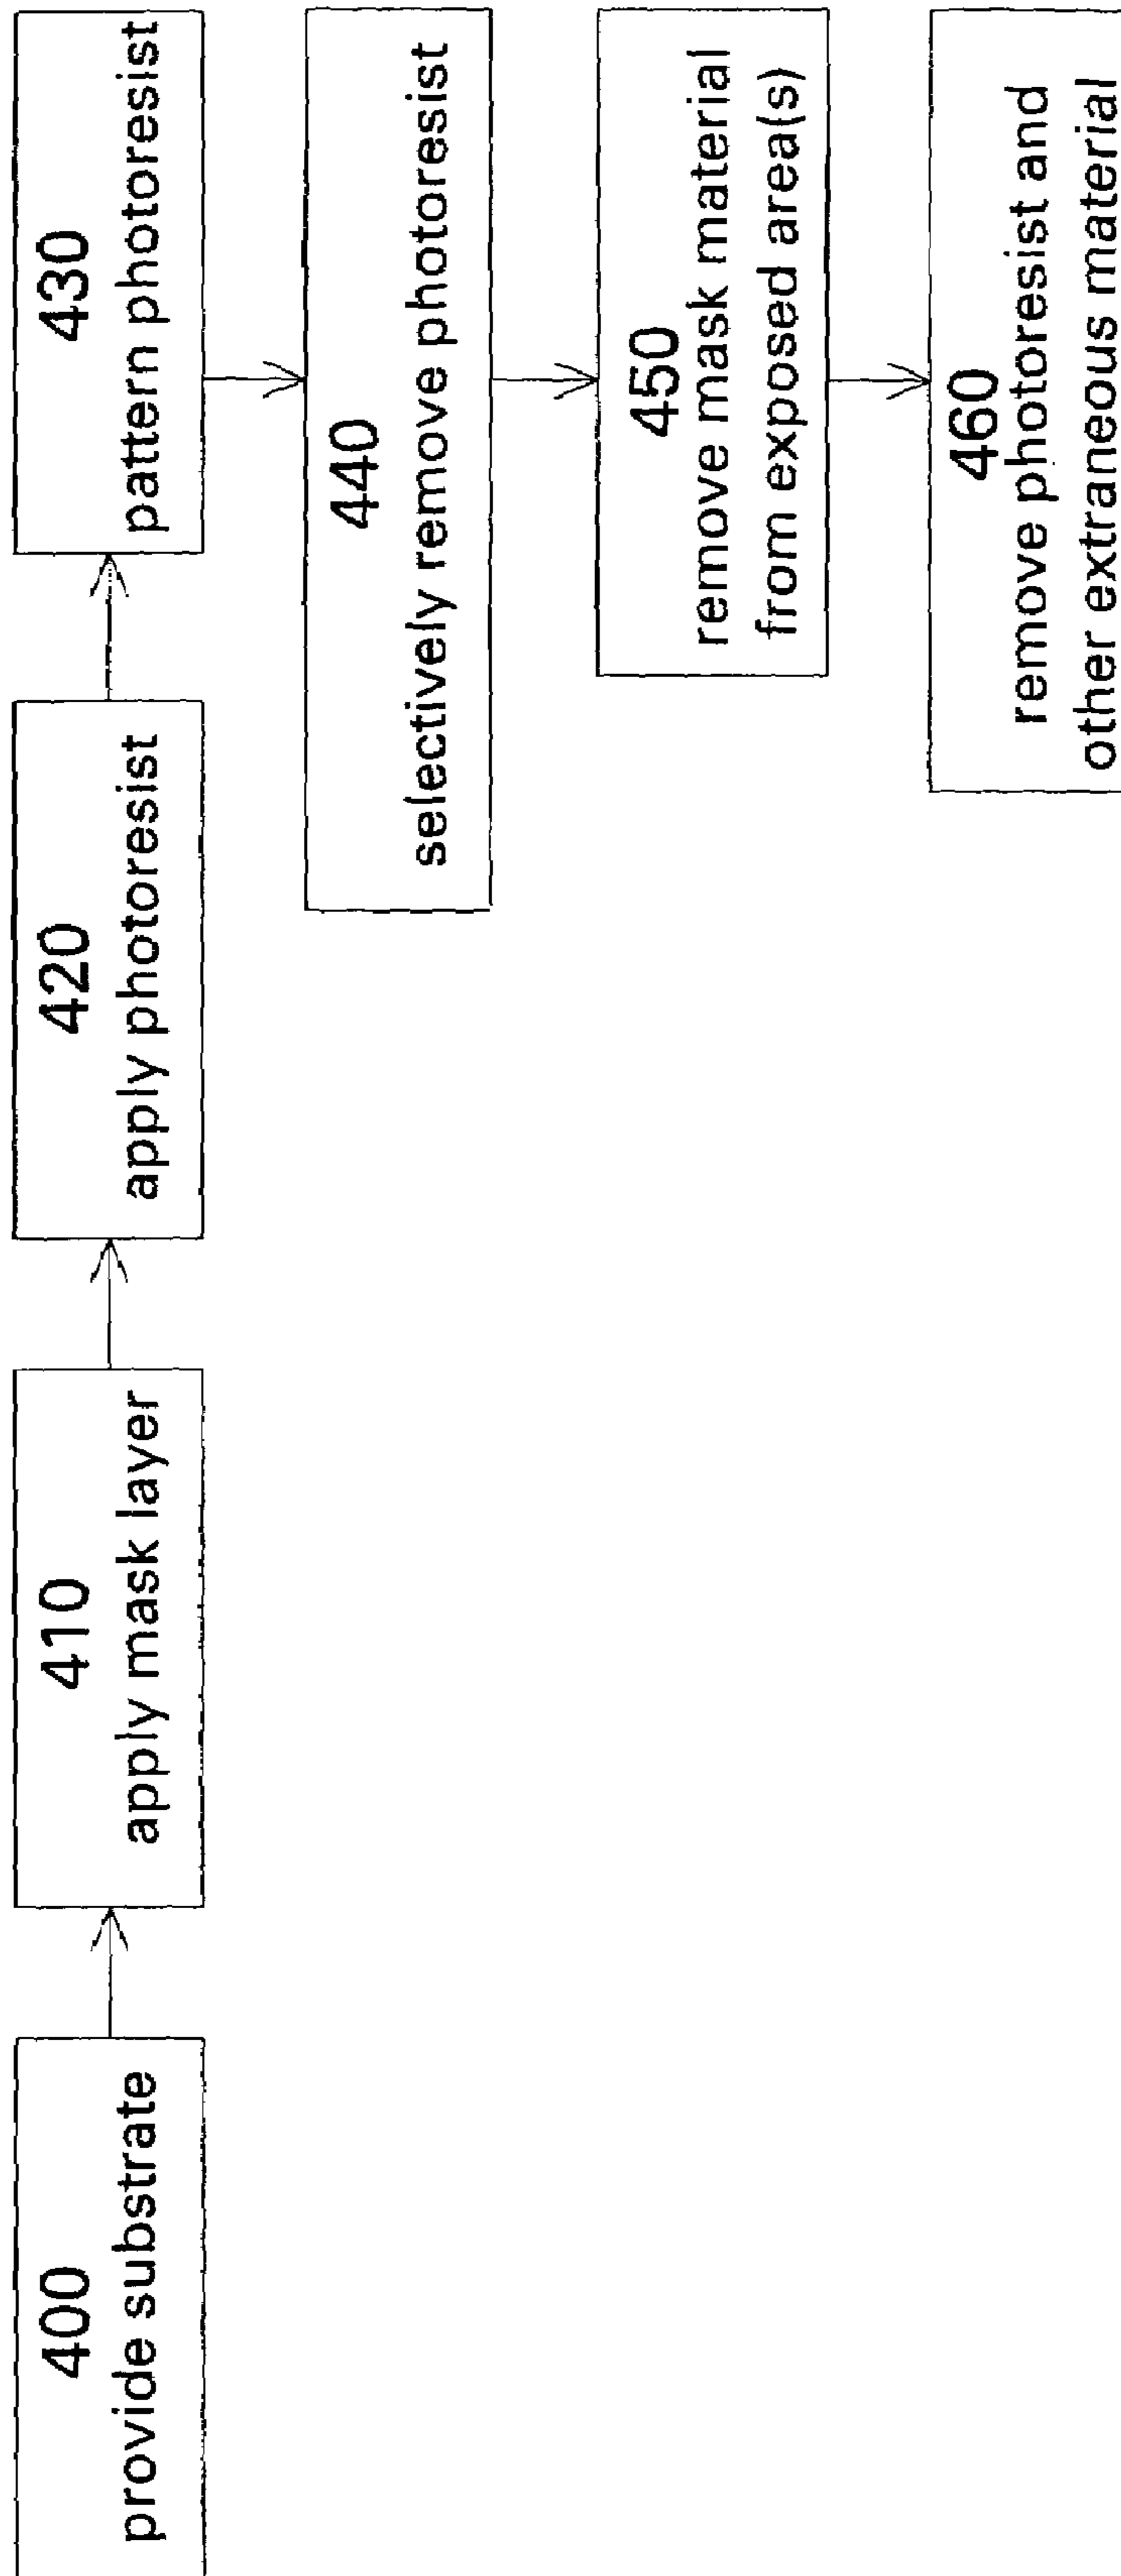 400
provide substrate
410
apply mask layer
420
apply photoresist
430
pattern photoresist
440
selectively remove photoresist
450
remove mask material
from exposed area(s)
460
remove photoresist and
other extraneous material